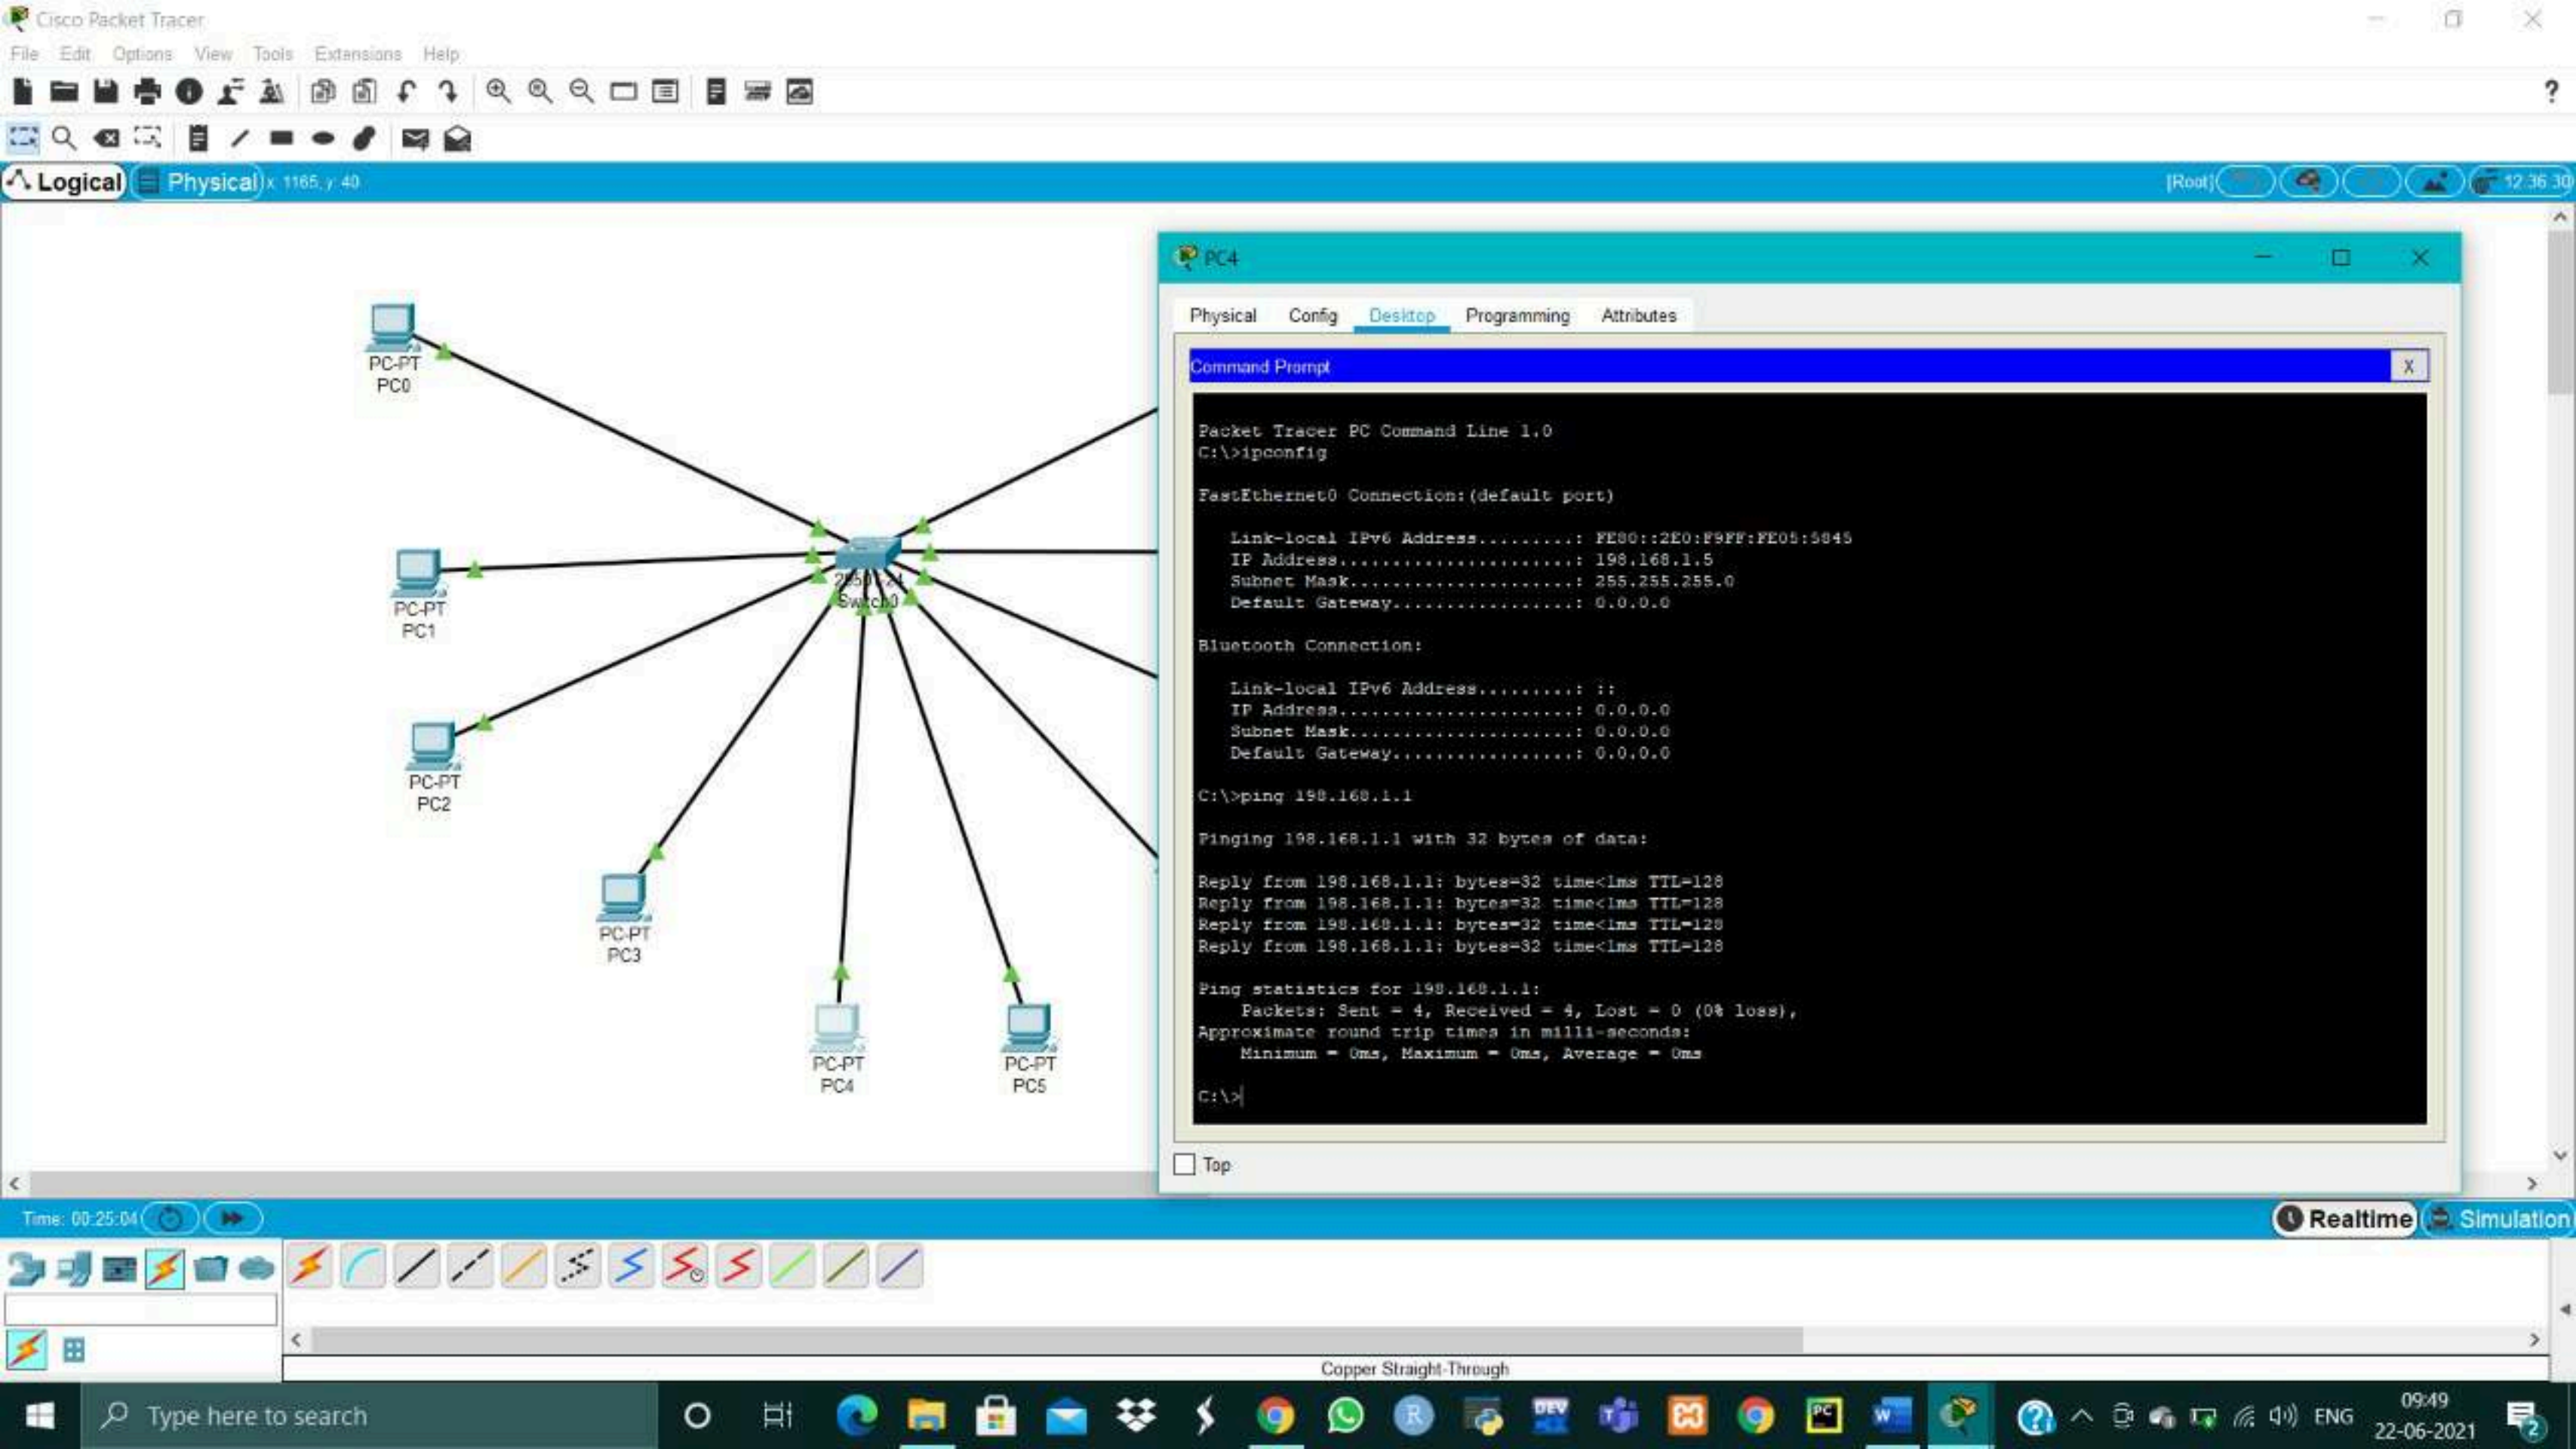 Cisco Packet Tracer
File Edit Options View Tools Extensions Help
?
Logical Physical x: 1165, y: 40
[Root] 12:36:30
PC4
Physical Config Desktop Programming Attributes
Command Prompt X
Packet Tracer PC Command Line 1.0
C:\>ipconfig
FastEthernet0 Connection:(default port)
Link-local IPv6 Address.........: FE80::2E0:F9FF:FE05:5845
IP Address......................: 198.168.1.5
Subnet Mask.....................: 255.255.255.0
Default Gateway.................: 0.0.0.0
Bluetooth Connection:
Link-local IPv6 Address.........: ::
IP Address......................: 0.0.0.0
Subnet Mask.....................: 0.0.0.0
Default Gateway.................: 0.0.0.0
C:\>ping 198.168.1.1
Pinging 198.168.1.1 with 32 bytes of data:
Reply from 198.168.1.1: bytes=32 time<1ms TTL=128
Reply from 198.168.1.1: bytes=32 time<1ms TTL=128
Reply from 198.168.1.1: bytes=32 time<1ms TTL=128
Reply from 198.168.1.1: bytes=32 time<1ms TTL=128
Ping statistics for 198.168.1.1:
Packets: Sent = 4, Received = 4, Lost = 0 (0% loss),
Approximate round trip times in milli-seconds:
Minimum = 0ms, Maximum = 0ms, Average = 0ms
C:\>
Top
PC-PT
PC0
PC-PT
PC1
PC-PT
PC2
PC-PT
PC3
PC-PT
PC4
PC-PT
PC5
Switch0
Time: 00:25:04
Realtime Simulation
Copper Straight-Through
Type here to search
DEV
PC
W
R
ENG
09:49
22-06-2021
2